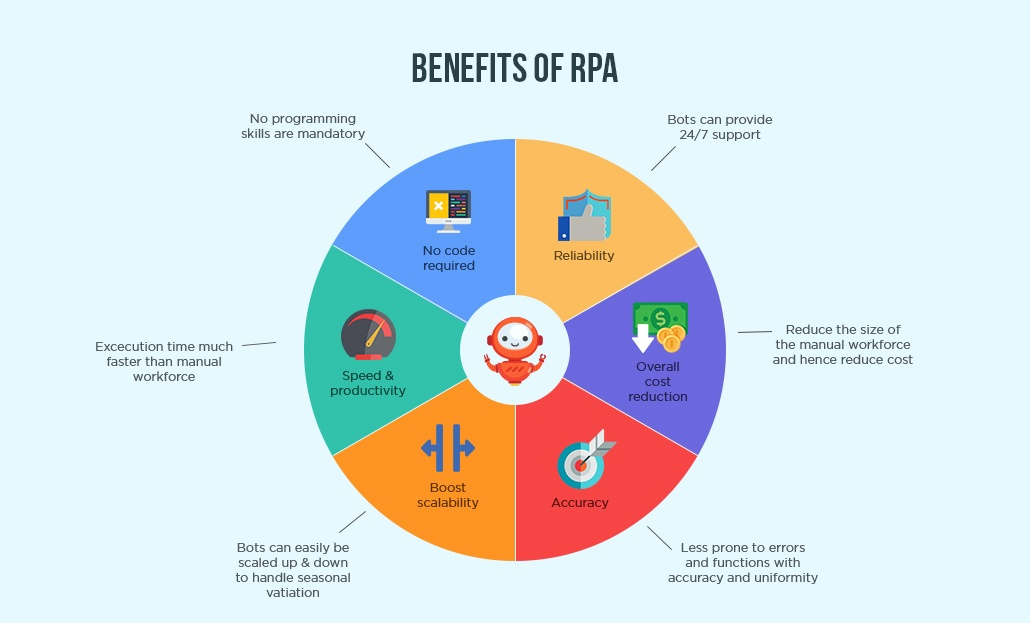 BENEFITS OF RPA
No programming
skills are mandatory
Bots can provide
24/7 support
No code
required
Reliability
Excecution time much
faster than manual
workforce
Speed &
productivity
Overall
cost
reduction
Reduce the size of
the manual workforce
and hence reduce cost
Boost
scalability
Accuracy
Bots can easily be
scaled up & down
to handle seasonal
vatiation
Less prone to errors
and functions with
accuracy and uniformity